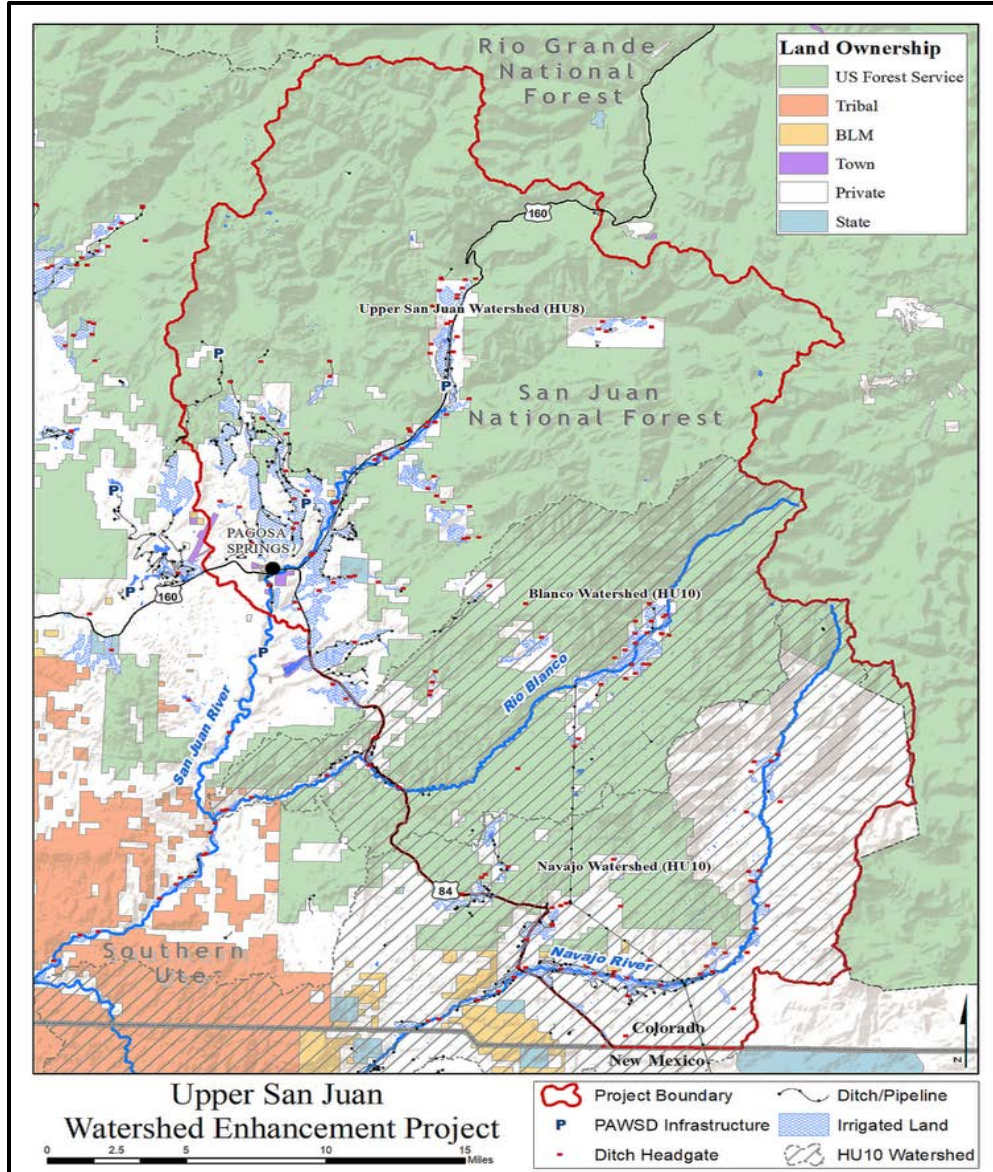 Rio Grande
National
Forest
Land Ownership
US Forest Service
Tribal
BLM
Town
Private
State
160
Upper San Juan Watershed (HU8)
P
P
San Juan
National Forest
P
P
PAGOSA
SPRINGS
160
P
Blanco Watershed (HU10)
P
Rio Blanco
San Juan River
Navajo Watershed (HU10)
84
Southern
Ute
Navajo River
Colorado
New Mexico
N
Upper San Juan
Watershed Enhancement Project
0 5 10 15
Miles
Project Boundary
Ditch/Pipeline
P
PAWSD Infrastructure
Irrigated Land
Ditch Headgate
HU10 Watershed